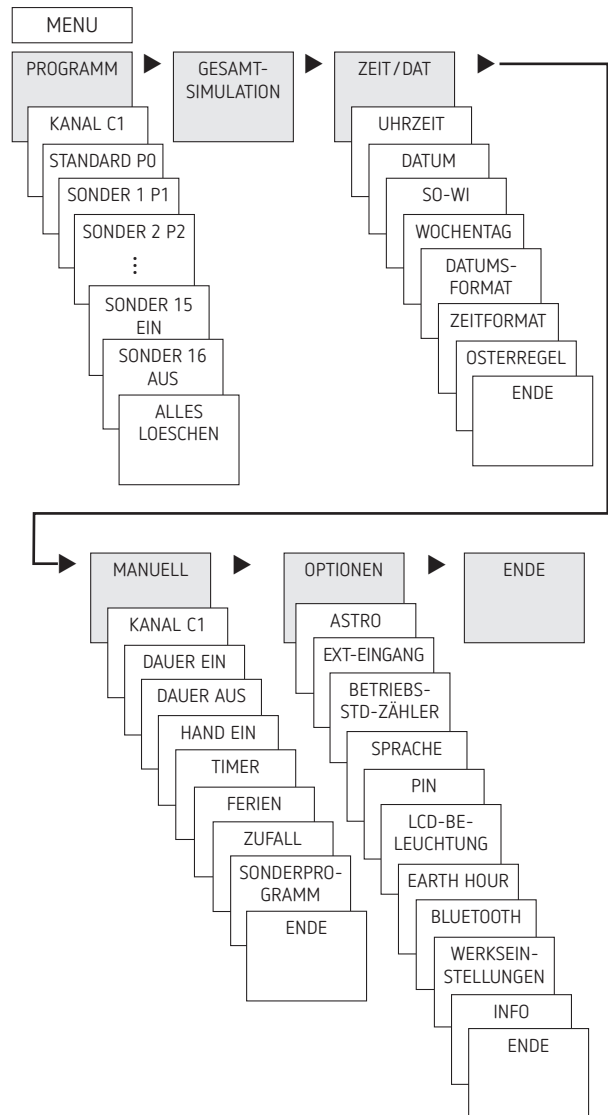 MENU
PROGRAMM
GESAMT-
SIMULATION
ZEIT/DAT
KANAL C1
STANDARD P0
SONDER 1 P1
SONDER 2 P2
⋮
SONDER 15
EIN
SONDER 16
AUS
ALLES
LOESCHEN
UHRZEIT
DATUM
SO-WI
WOCHENTAG
DATUMS-
FORMAT
ZEITFORMAT
OSTERREGEL
ENDE
MANUELL
OPTIONEN
ENDE
KANAL C1
DAUER EIN
DAUER AUS
HAND EIN
TIMER
FERIEN
ZUFALL
SONDERPRO-
GRAMM
ENDE
ASTRO
EXT-EINGANG
BETRIEBS-
STD-ZÄHLER
SPRACHE
PIN
LCD-BE-
LEUCHTUNG
EARTH HOUR
BLUETOOTH
WERKSEIN-
STELLUNGEN
INFO
ENDE